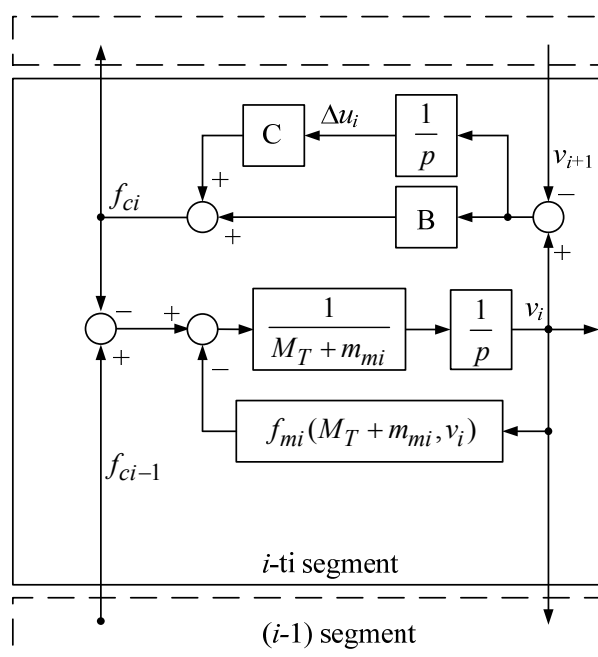 C
Δu_i
1
p
v_{i+1}
−
+
f_{ci}
+
B
+
−
+
+
−
1
M_T + m_{mi}
1
p
v_i
f_{mi}(M_T + m_{mi}, v_i)
f_{ci−1}
i-ti segment
(i-1) segment